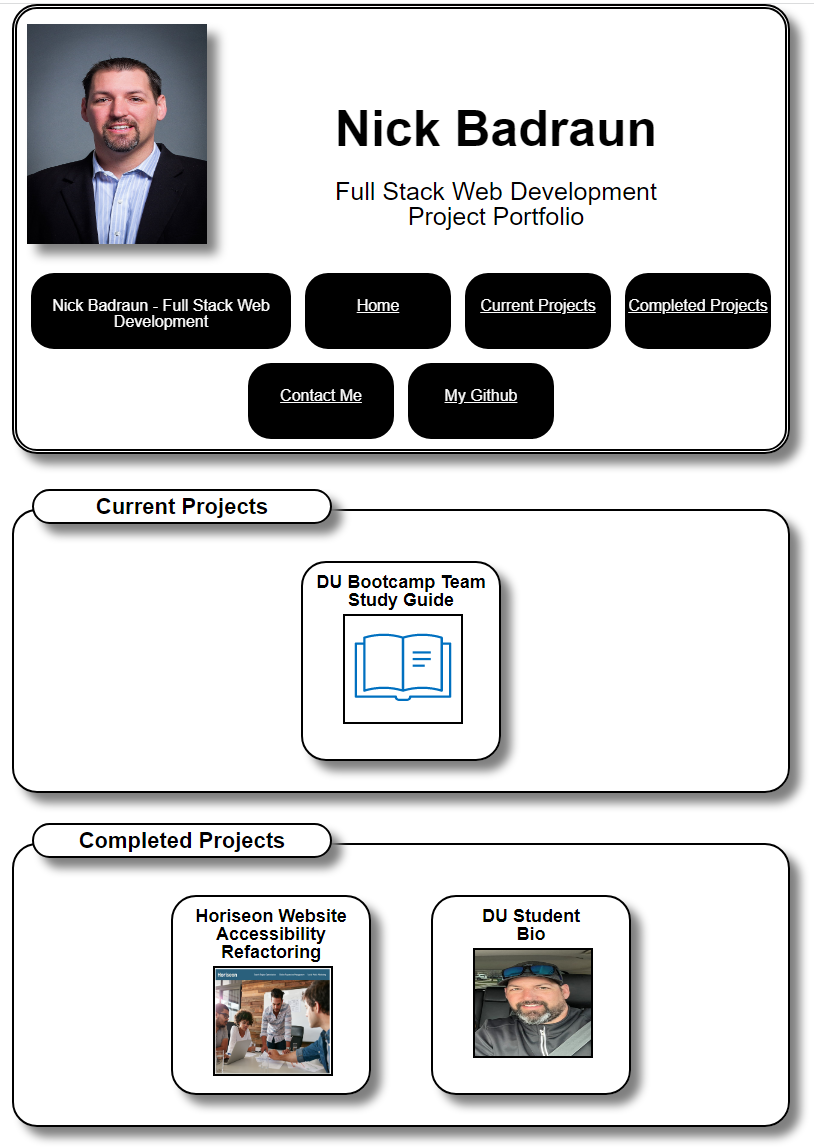 Nick Badraun
Full Stack Web Development
Project Portfolio
Nick Badraun - Full Stack Web
Development
Home
Current Projects
Completed Projects
Contact Me
My Github
Current Projects
DU Bootcamp Team
Study Guide
Completed Projects
Horiseon Website
Accessibility
Refactoring
Horiseon
DU Student
Bio